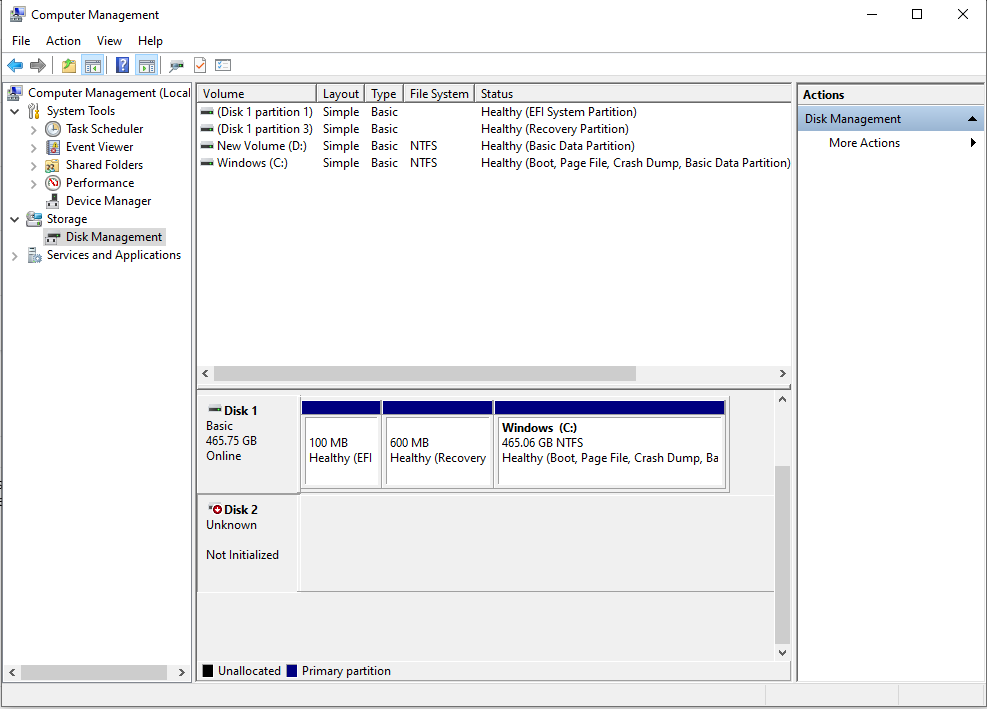 Computer Management
File Action View Help
Computer Management (Local
System Tools
Task Scheduler
Event Viewer
Shared Folders
Performance
Device Manager
Storage
Disk Management
Services and Applications
Volume Layout Type File System Status
(Disk 1 partition 1) Simple Basic Healthy (EFI System Partition)
(Disk 1 partition 3) Simple Basic Healthy (Recovery Partition)
New Volume (D:) Simple Basic NTFS Healthy (Basic Data Partition)
Windows (C:) Simple Basic NTFS Healthy (Boot, Page File, Crash Dump, Basic Data Partition)
Disk 1
Basic
465.75 GB
Online
100 MB
Healthy (EFI
600 MB
Healthy (Recovery
Windows (C:)
465.06 GB NTFS
Healthy (Boot, Page File, Crash Dump, Ba
Disk 2
Unknown
Not Initialized
Unallocated Primary partition
Actions
Disk Management
More Actions